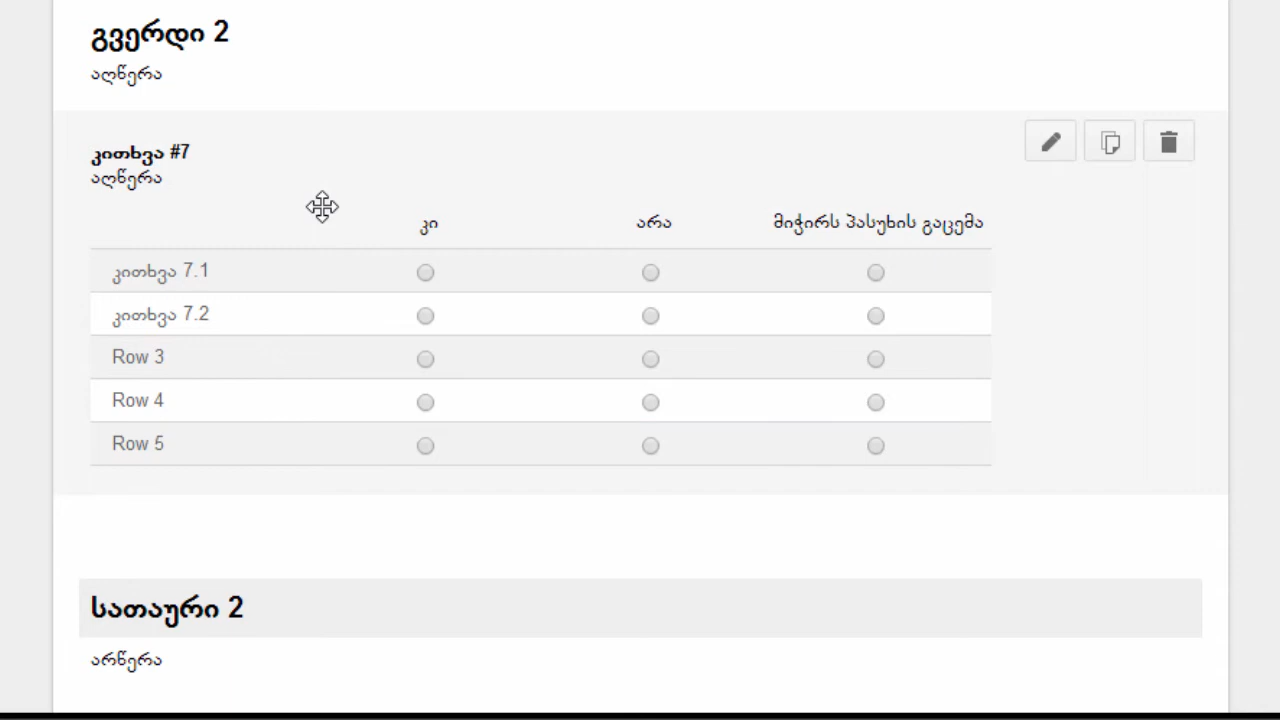 გვერდი 2
აღწერა
კითხვა #7
აღწერა
კი არა მიჭირს პასუხის გაცემა
კითხვა 7.1
კითხვა 7.2
Row 3
Row 4
Row 5
სათაური 2
არწერა